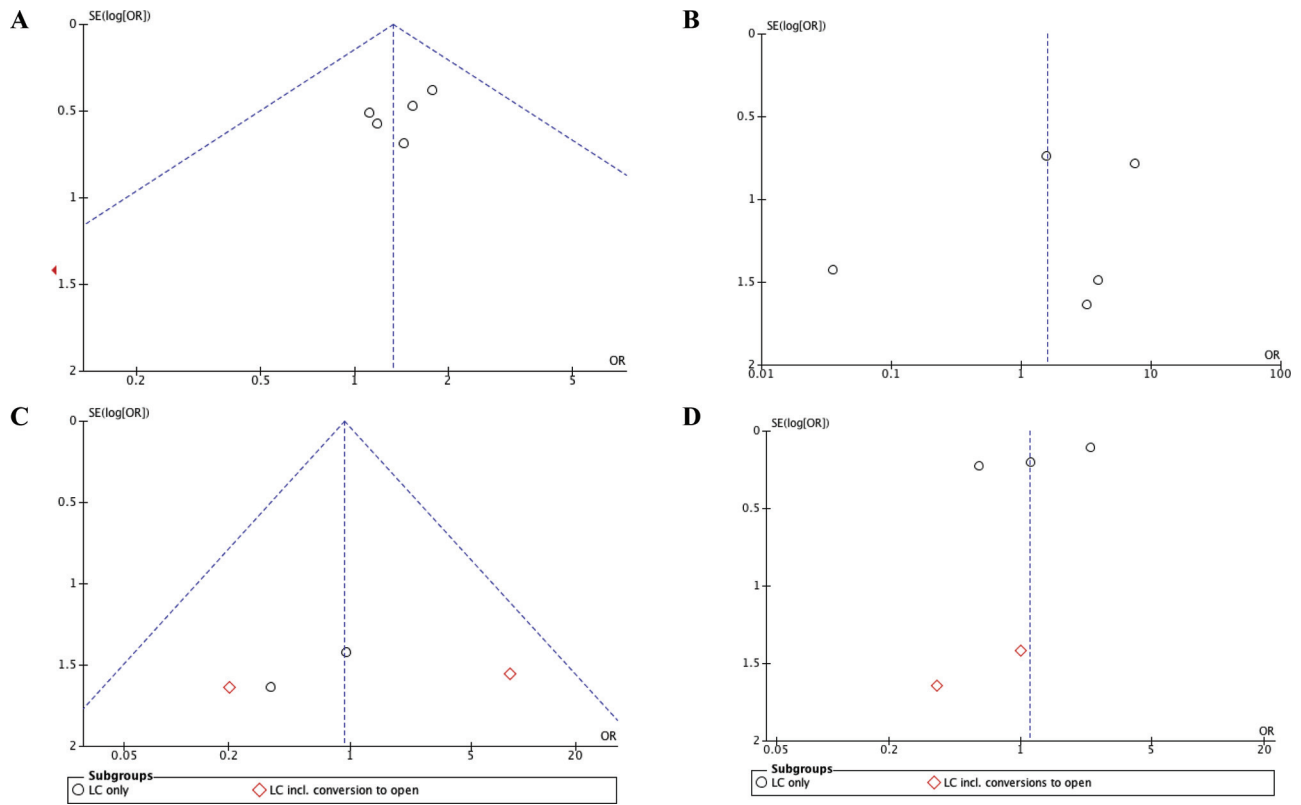 A
SE(log[OR])
0
0.5
1
1.5
2
OR
0.2 0.5 1 2 5
B
SE(log[OR])
0
0.5
1
1.5
2
OR
0.01 0.1 1 10 100
C
SE(log[OR])
0
0.5
1
1.5
2
OR
0.05 0.2 1 5 20
Subgroups
LC only LC incl. conversion to open
D
SE(log[OR])
0
0.5
1
1.5
2
OR
0.05 0.2 1 5 20
Subgroups
LC only LC incl. conversions to open